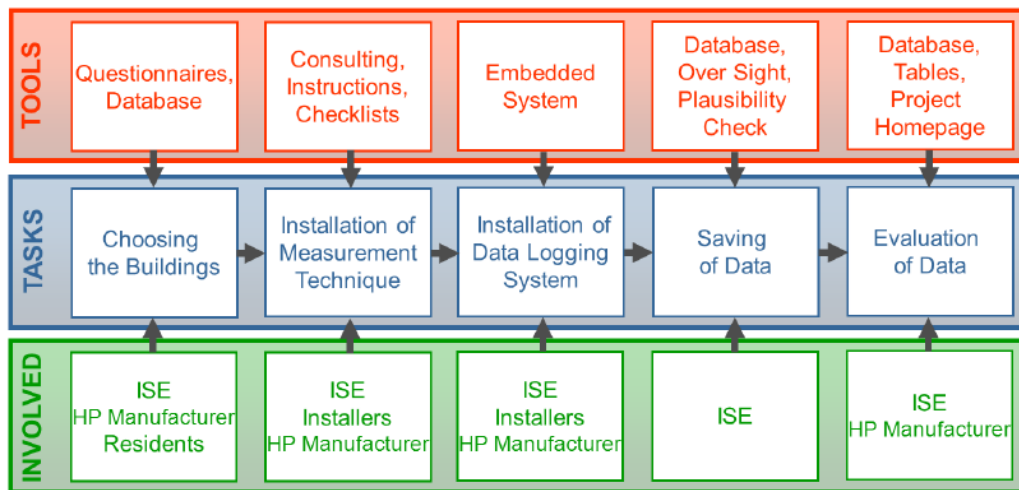 TOOLS
Questionnaires,
Database
Consulting,
Instructions,
Checklists
Embedded
System
Database,
Over Sight,
Plausibility
Check
Database,
Tables,
Project
Homepage
TASKS
Choosing
the Buildings
Installation of
Measurement
Technique
Installation of
Data Logging
System
Saving
of Data
Evaluation
of Data
INVOLVED
ISE
HP Manufacturer
Residents
ISE
Installers
HP Manufacturer
ISE
Installers
HP Manufacturer
ISE
ISE
HP Manufacturer